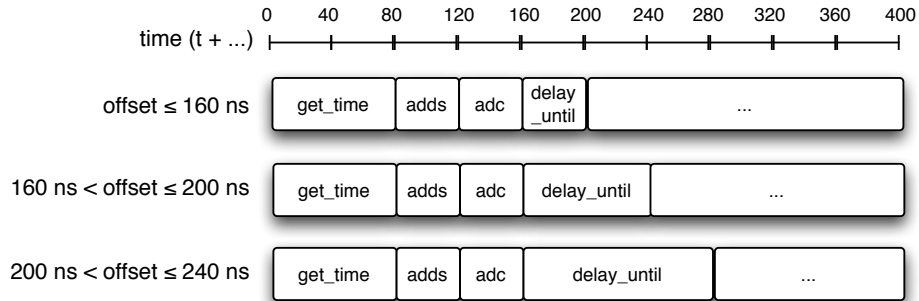 0 40 80 120 160 200 240 280 320 360 400
time (t + ...)
offset ≤ 160 ns get_time adds adc delay
_until ...
160 ns < offset ≤ 200 ns get_time adds adc delay_until ...
200 ns < offset ≤ 240 ns get_time adds adc delay_until ...